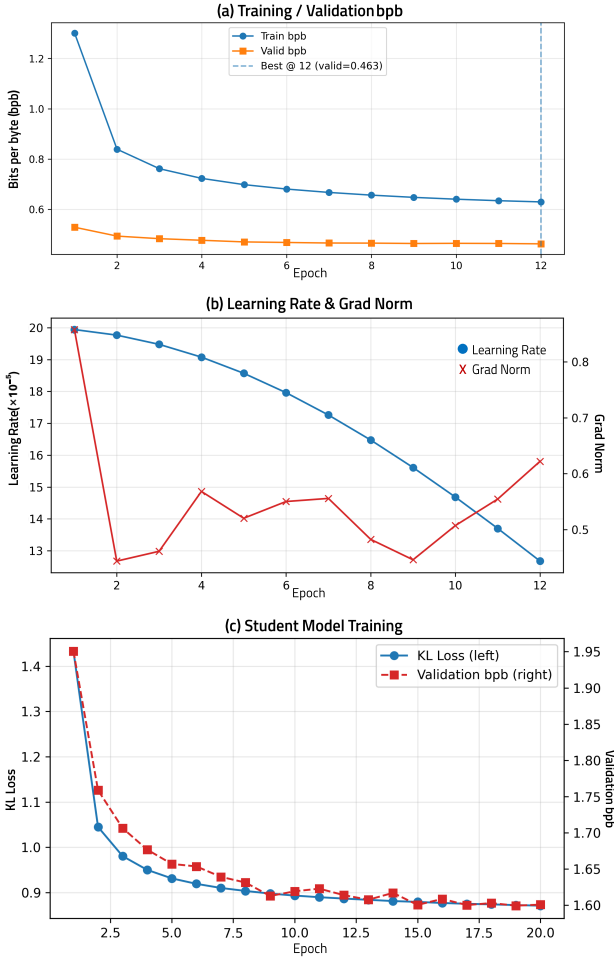 (a) Training / Validation bpb
Train bpb
Valid bpb
Best @ 12 (valid=0.463)
Bits per byte (bpb)
1.2
1.0
0.8
0.6
2 4 6 8 10 12
Epoch
(b) Learning Rate & Grad Norm
Learning Rate
Grad Norm
Learning Rate(×10⁻⁵)
20
19
18
17
16
15
14
13
0.8
0.7
0.6
0.5
Grad Norm
2 4 6 8 10 12
Epoch
(c) Student Model Training
KL Loss (left)
Validation bpb (right)
KL Loss
1.4
1.3
1.2
1.1
1.0
0.9
1.95
1.90
1.85
1.80
1.75
1.70
1.65
1.60
Validation bpb
2.5 5.0 7.5 10.0 12.5 15.0 17.5 20.0
Epoch